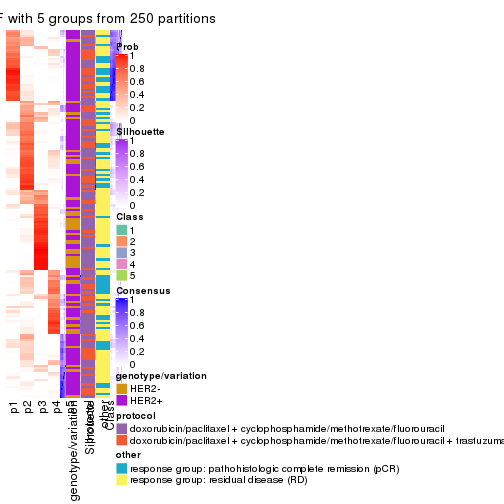 F with 5 groups from 250 partitions
Prob
1
0.8
0.6
0.4
0.2
0
Silhouette
1
0.8
0.6
0.4
0.2
0
Class
1
2
3
4
5
Consensus
1
0.8
0.6
0.4
0.2
0
genotype/variation
HER2-
HER2+
protocol
doxorubicin/paclitaxel + cyclophosphamide/methotrexate/fluorouracil
doxorubicin/paclitaxel + cyclophosphamide/methotrexate/fluorouracil + trastuzuma
other
response group: pathohistologic complete remission (pCR)
response group: residual disease (RD)
p1
p2
p3
p4
p5
genotype/variation
Silhouette
protocol
other
Class